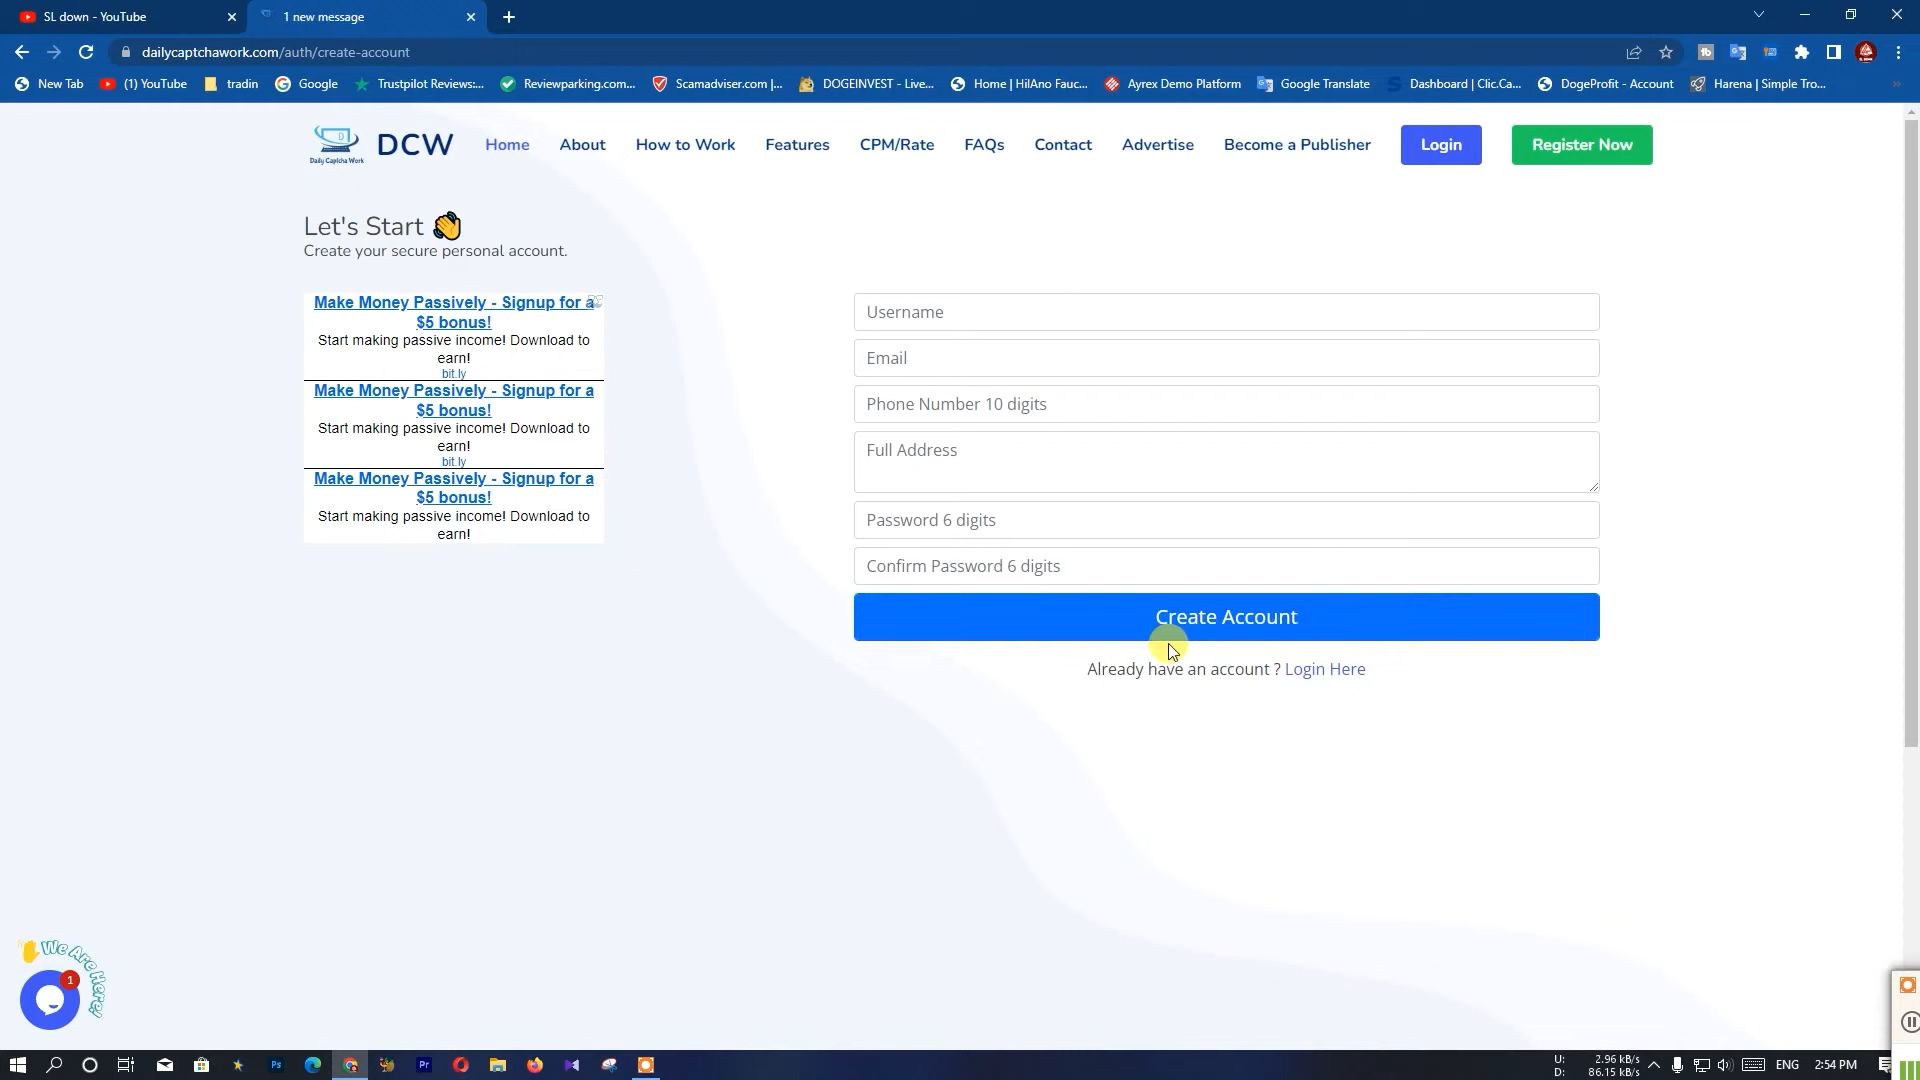 SL down - YouTube
1 new message
dailycaptchawork.com/auth/create-account
New Tab
(1) YouTube
tradin
Google
Trustpilot Reviews:...
Reviewparking.com...
Scamadviser.com |...
DOGEINVEST - Live...
Home | HilAno Fauc...
Ayrex Demo Platform
Google Translate
Dashboard | Clic.Ca...
DogeProfit - Account
Harena | Simple Tro...
Daily Captcha Work
DCW
Home
About
How to Work
Features
CPM/Rate
FAQs
Contact
Advertise
Become a Publisher
Login
Register Now
Let's Start
Create your secure personal account.
Make Money Passively - Signup for a
$5 bonus!
Start making passive income! Download to
earn!
bit.ly
Make Money Passively - Signup for a
$5 bonus!
Start making passive income! Download to
earn!
bit.ly
Make Money Passively - Signup for a
$5 bonus!
Start making passive income! Download to
earn!
Username
Email
Phone Number 10 digits
Full Address
Password 6 digits
Confirm Password 6 digits
Create Account
Already have an account ? Login Here
We Are Here!
1
Ps
Pr
U: 2.96 kB/s
D: 86.15 kB/s
ENG
2:54 PM